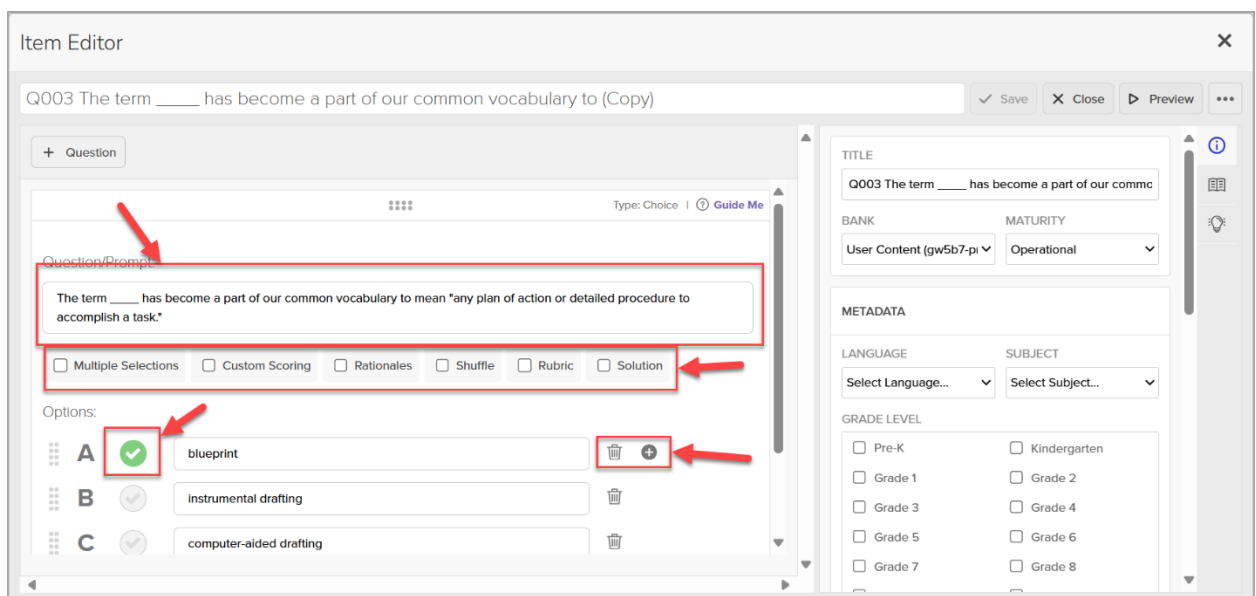 Item Editor
Q003 The term _____ has become a part of our common vocabulary to (Copy)
Save
Close
Preview
+ Question
Type: Choice | Guide Me
Question/Prompt:
The term ____ has become a part of our common vocabulary to mean "any plan of action or detailed procedure to
accomplish a task."
Multiple Selections
Custom Scoring
Rationales
Shuffle
Rubric
Solution
Options:
A
blueprint
B
instrumental drafting
C
computer-aided drafting
TITLE
Q003 The term ____ has become a part of our commo
BANK
MATURITY
User Content (gw5b7-pr
Operational
METADATA
LANGUAGE
SUBJECT
Select Language...
Select Subject...
GRADE LEVEL
Pre-K
Kindergarten
Grade 1
Grade 2
Grade 3
Grade 4
Grade 5
Grade 6
Grade 7
Grade 8